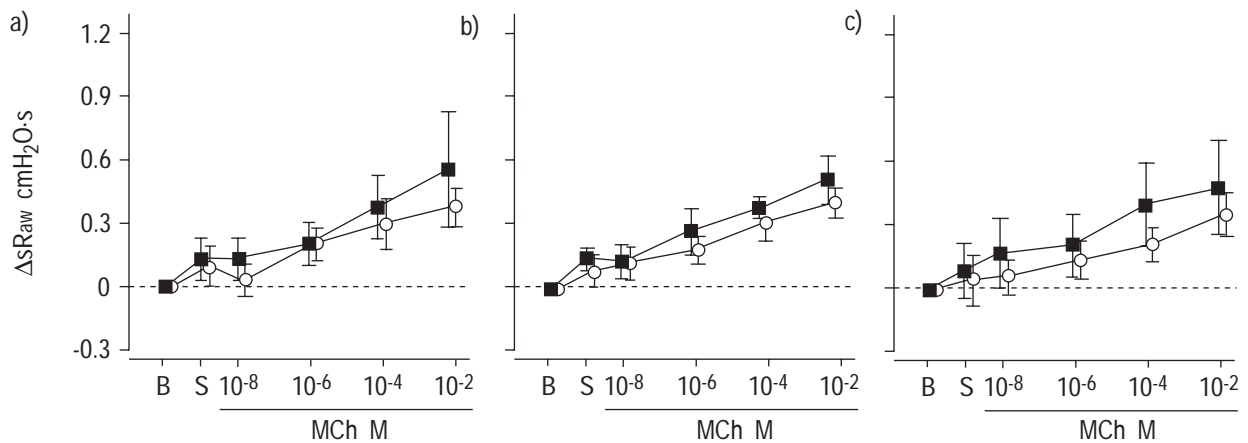 a)
b)
c)
ΔsRaw cmH₂O·s
1.2
0.9
0.6
0.3
0
-0.3
B S 10⁻⁸ 10⁻⁶ 10⁻⁴ 10⁻²
MCh M
B S 10⁻⁸ 10⁻⁶ 10⁻⁴ 10⁻²
MCh M
B S 10⁻⁸ 10⁻⁶ 10⁻⁴ 10⁻²
MCh M